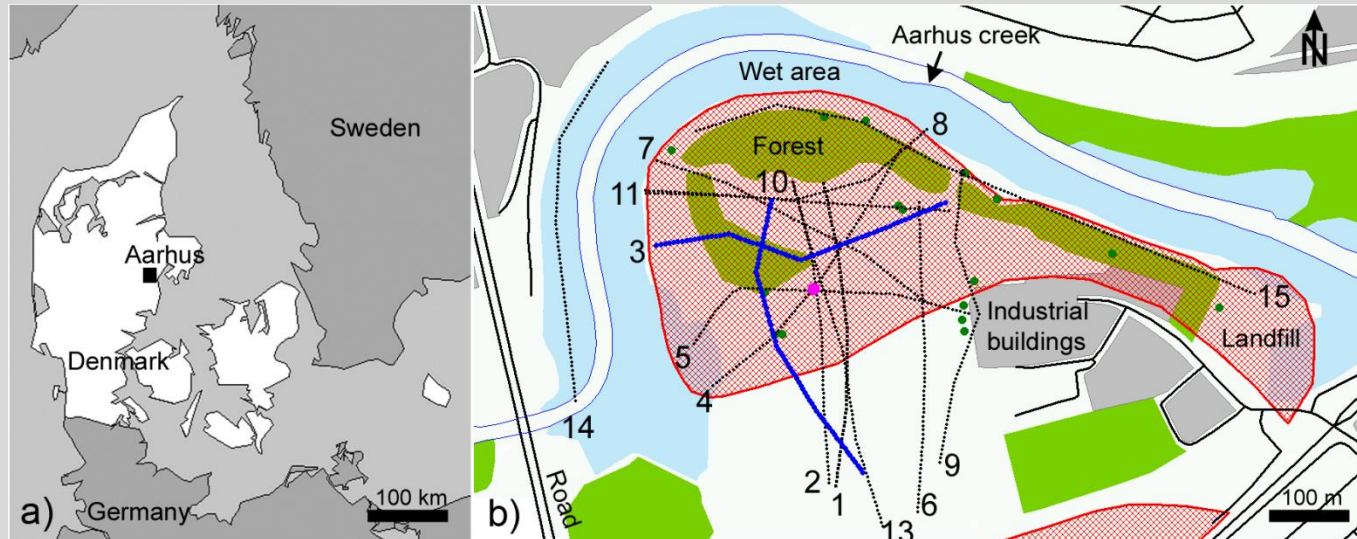 Sweden
Aarhus
Denmark
Germany
100 km
a)
Aarhus creek
N
Wet area
8
Forest
7
10
11
3
15
Industrial
buildings
Landfill
5
4
14
9
2
1
6
13
Road
100 m
b)